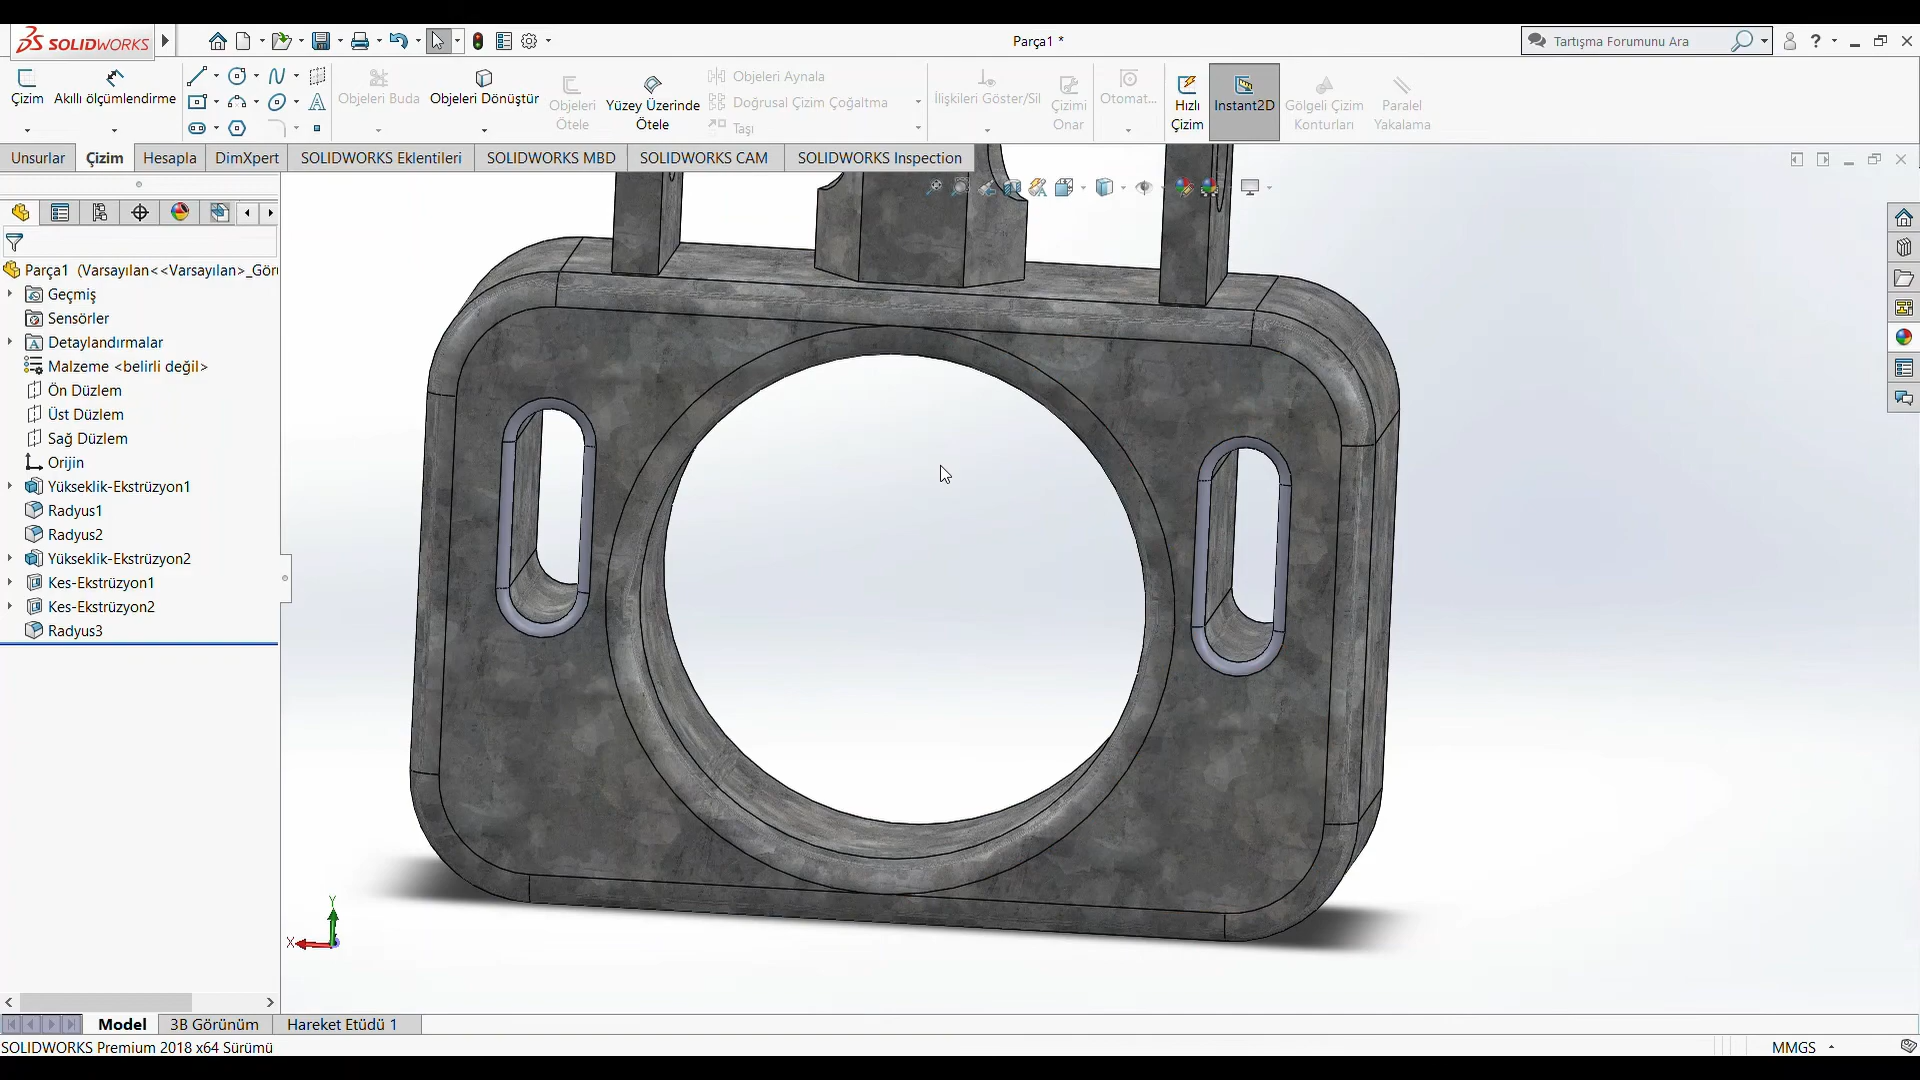 SOLIDWORKS
Parça1 *
Tartışma Forumunu Ara
Çizim
Akıllı ölçümlendirme
Objeleri Buda
Objeleri Dönüştür
Objeleri Ötele
Yüzey Üzerinde Ötele
Objeleri Aynala
Doğrusal Çizim Çoğaltma
Taşı
İlişkileri Göster/Sil
Çizimi Onar
Otomat...
Hızlı Çizim
Instant2D
Gölgeli Çizim Konturları
Paralel Yakalama
Unsurlar
Çizim
Hesapla
DimXpert
SOLIDWORKS Eklentileri
SOLIDWORKS MBD
SOLIDWORKS CAM
SOLIDWORKS Inspection
Parça1 (Varsayılan<<Varsayılan>_Görü
Geçmiş
Sensörler
Detaylandırmalar
Malzeme <belirli değil>
Ön Düzlem
Üst Düzlem
Sağ Düzlem
Orijin
Yükseklik-Ekstrüzyon1
Radyus1
Radyus2
Yükseklik-Ekstrüzyon2
Kes-Ekstrüzyon1
Kes-Ekstrüzyon2
Radyus3
Y
X
Model
3B Görünüm
Hareket Etüdü 1
SOLIDWORKS Premium 2018 x64 Sürümü
MMGS